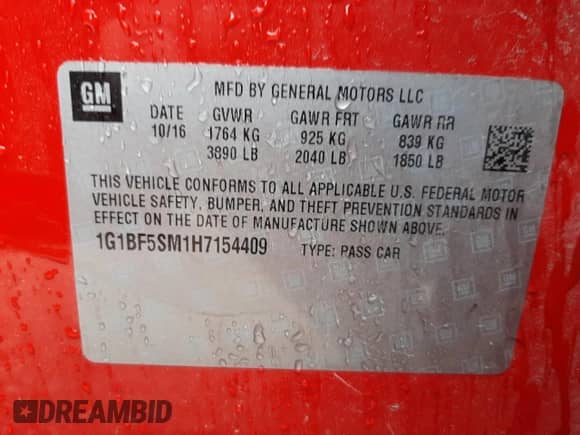 GM
MFD BY GENERAL MOTORS LLC
DATE GVWR GAWR FRT GAWR RR
10/16 1764 KG 925 KG 839 KG
3890 LB 2040 LB 1850 LB
THIS VEHICLE CONFORMS TO ALL APPLICABLE U.S. FEDERAL MOTOR
VEHICLE SAFETY, BUMPER, AND THEFT PREVENTION STANDARDS IN
EFFECT ON THE DATE OF MANUFACTURE SHOWN ABOVE.
1G1BF5SM1H7154409 TYPE: PASS CAR
DREAMBID